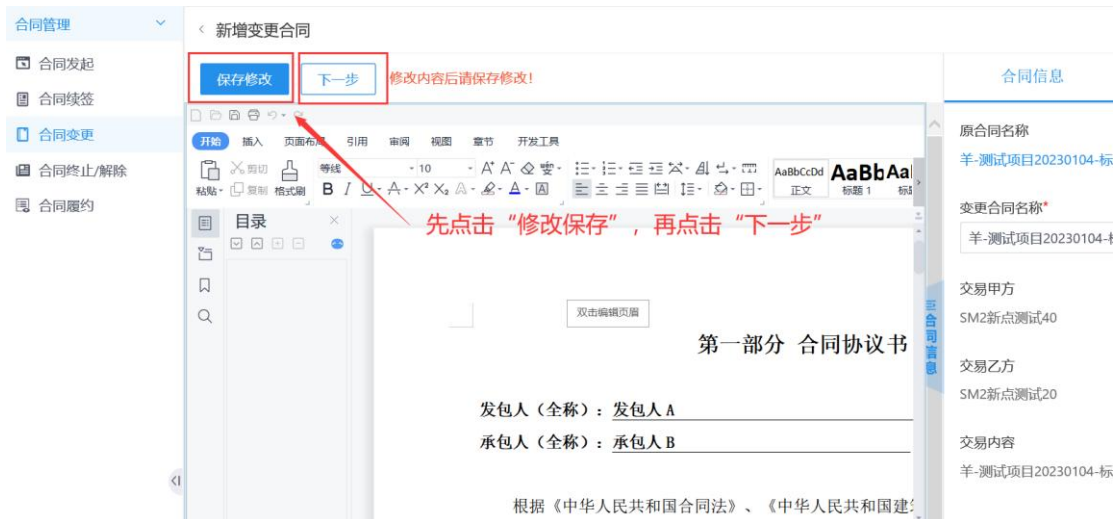 合同管理
合同发起
合同续签
合同变更
合同终止/解除
合同履约
新增变更合同
保存修改 下一步 修改内容后请保存修改!
开始 插入 页面布局 引用 审阅 视图 章节 开发工具
粘贴 剪切 复制 格式刷 等线 10 AaBbCcDd 正文 AaBb 标题 1 AaI
目录
先点击“修改保存”，再点击“下一步”
双击编辑页眉
第一部分 合同协议书
发包人（全称）：发包人 A
承包人（全称）：承包人 B
根据《中华人民共和国合同法》、《中华人民共和国建
合同信息
合同信息
原合同名称
羊-测试项目20230104-标
变更合同名称*
羊-测试项目20230104-标
交易甲方
SM2新点测试40
交易乙方
SM2新点测试20
交易内容
羊-测试项目20230104-标